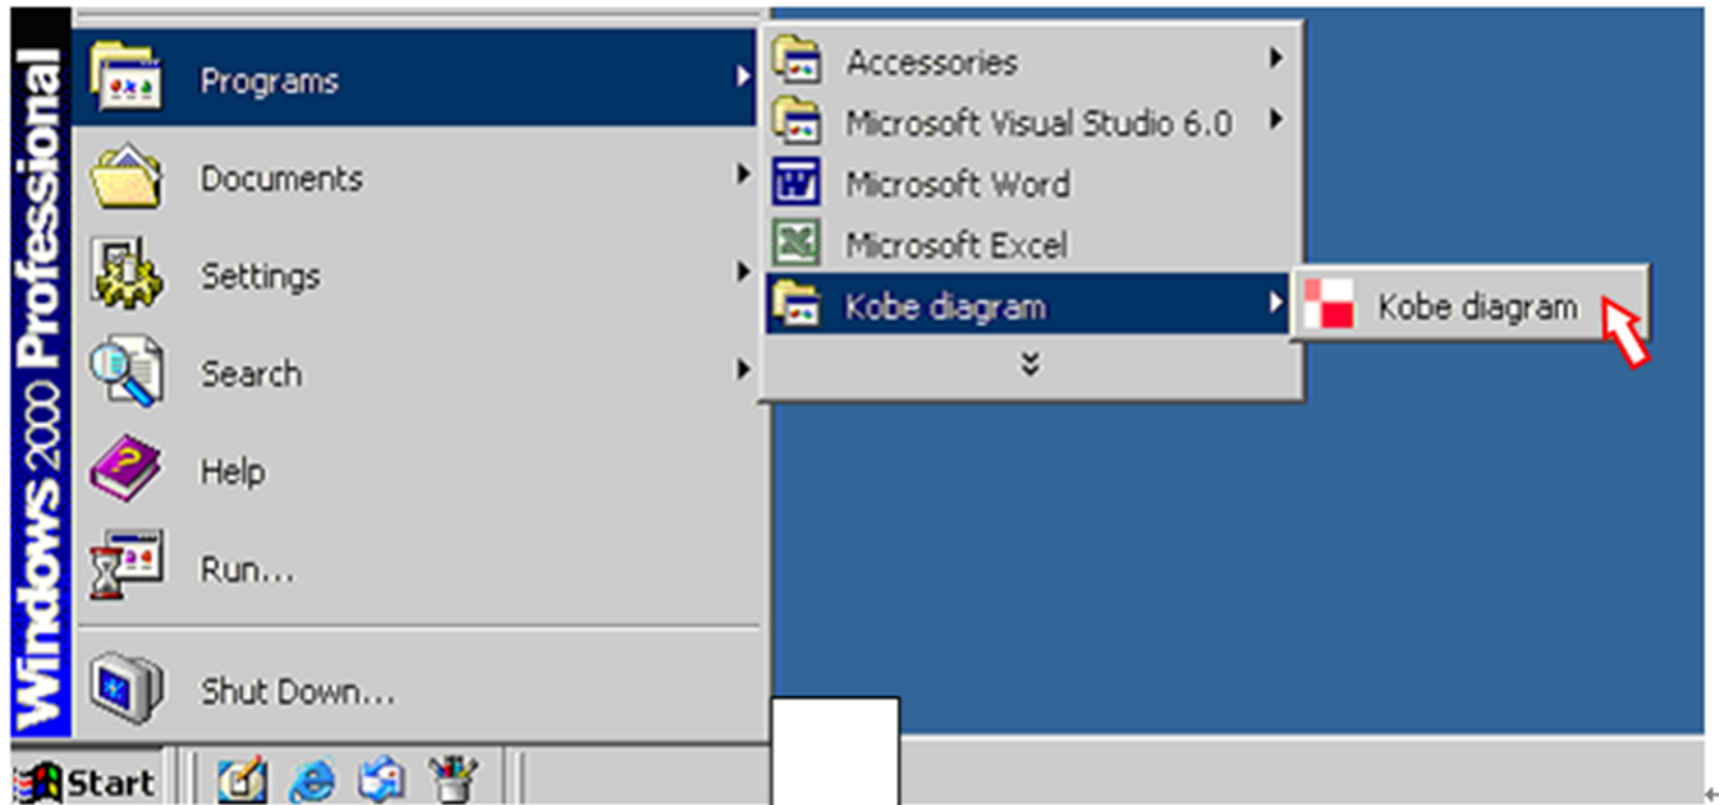 Windows 2000 Professional
Programs
Documents
Settings
Search
Help
Run...
Shut Down...
Accessories
Microsoft Visual Studio 6.0
Microsoft Word
Microsoft Excel
Kobe diagram
Kobe diagram
Start